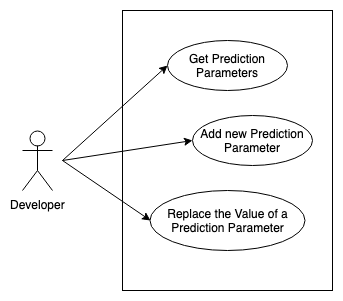 Get Prediction
Parameters
Add new Prediction
Parameter
Developer
Replace the Value of a
Prediction Parameter